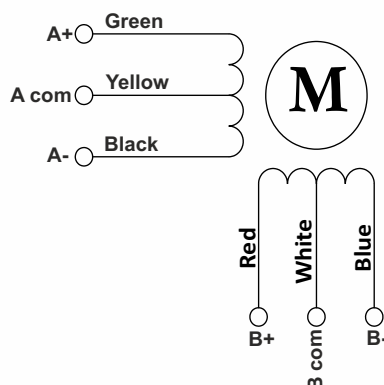 A+ Green
A com Yellow
A- Black
M
Red
White
Blue
B+
B com
B-